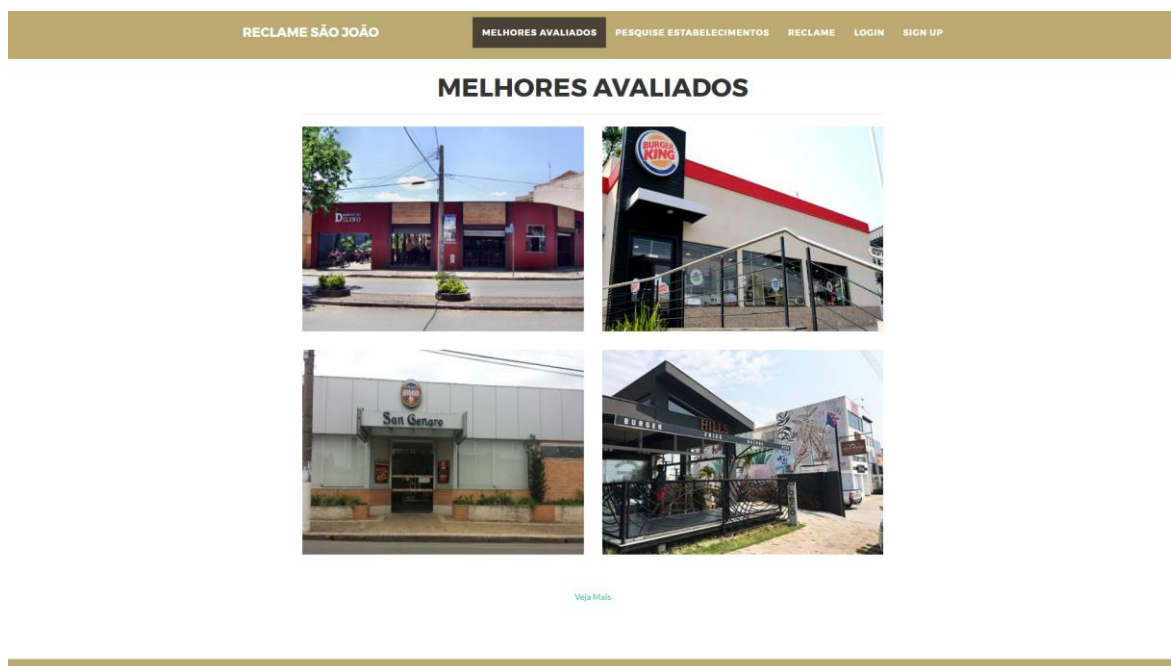 RECLAME SÃO JOÃO
MELHORES AVALIADOS PESQUISE ESTABELECIMENTOS RECLAME LOGIN SIGN UP
MELHORES AVALIADOS
BURGER
KING
San Genaro
BURGER
HILLS
FRIES
Veja Mais